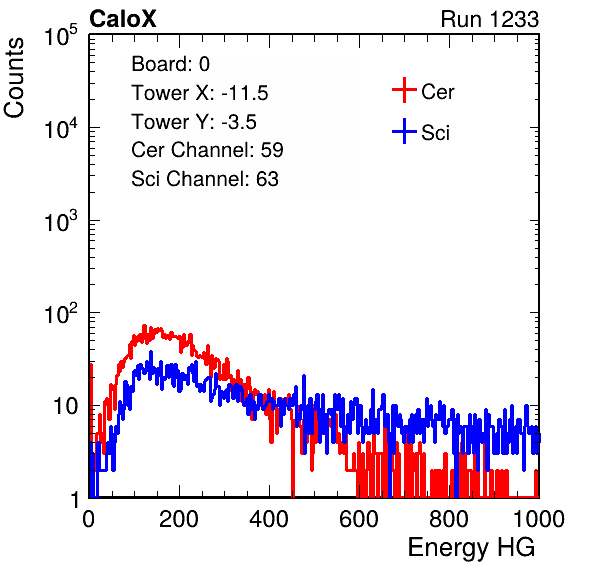 CaloX Run 1233
Counts
Board: 0
Tower X: -11.5
Tower Y: -3.5
Cer Channel: 59
Sci Channel: 63
Cer
Sci
10^5
10^4
10^3
10^2
10
1
0 200 400 600 800 1000
Energy HG